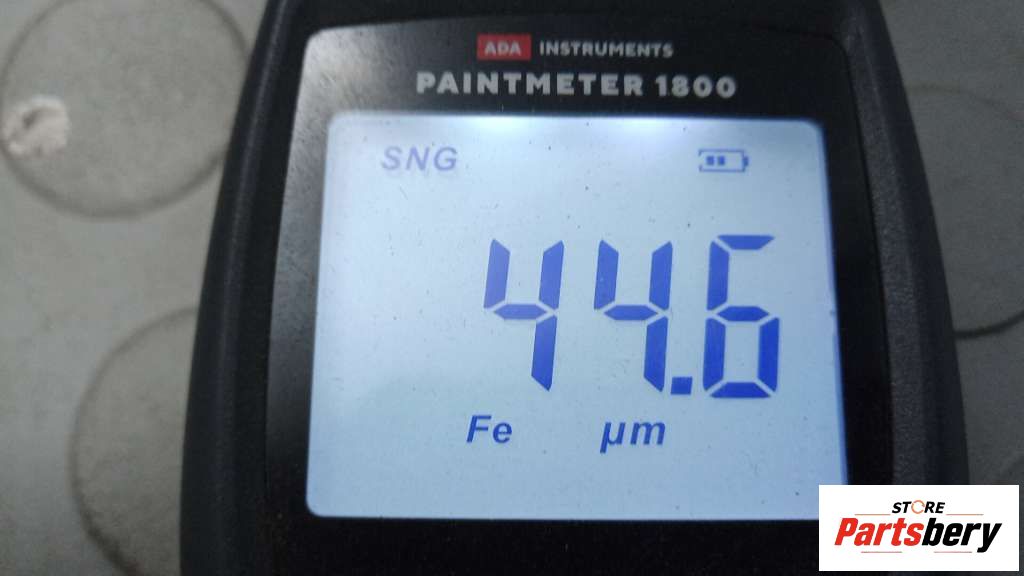 ADA INSTRUMENTS
PAINTMETER 1800
SNG
44.6
Fe µm
STORE
Partsbery